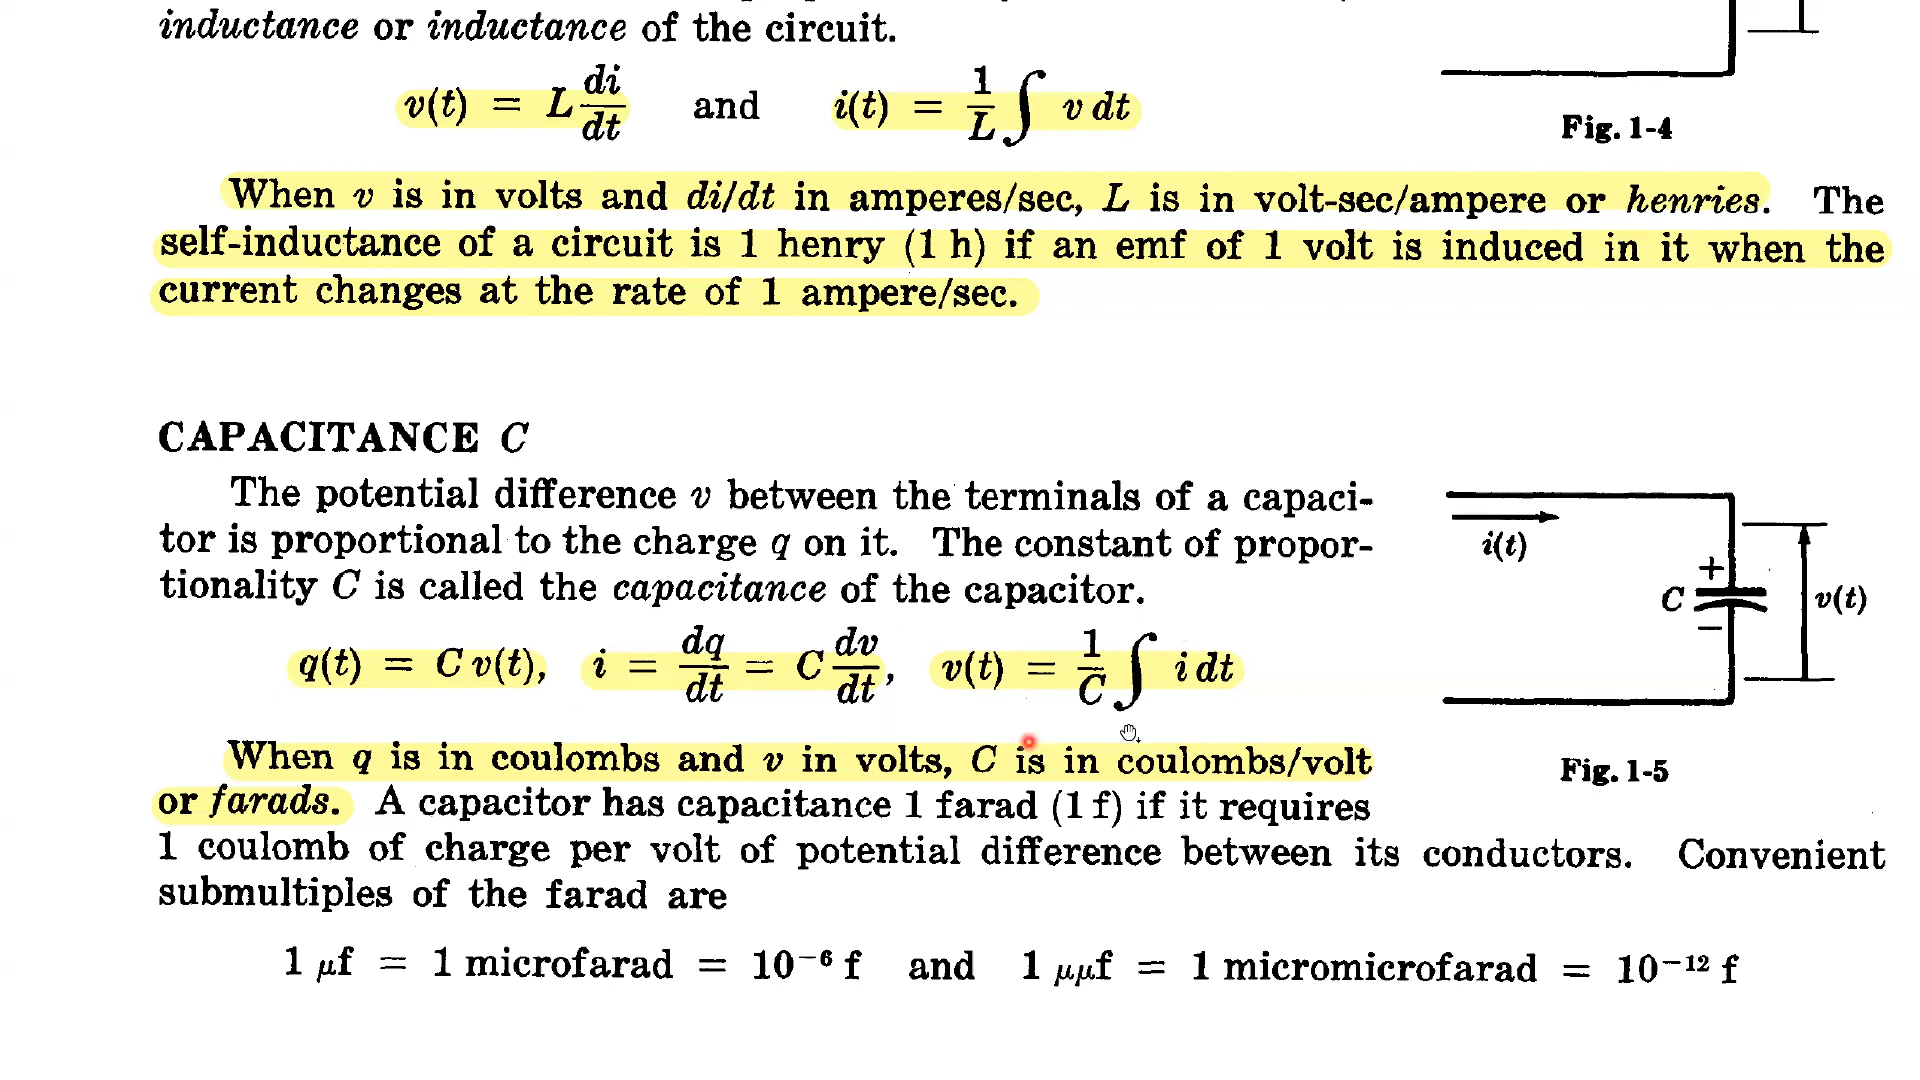 inductance or inductance of the circuit.
v(t) = L di/dt and i(t) = 1/L ∫ v dt
Fig. 1-4
When v is in volts and di/dt in amperes/sec, L is in volt-sec/ampere or henries. The
self-inductance of a circuit is 1 henry (1 h) if an emf of 1 volt is induced in it when the
current changes at the rate of 1 ampere/sec.
CAPACITANCE C
The potential difference v between the terminals of a capaci-
tor is proportional to the charge q on it. The constant of propor-
tionality C is called the capacitance of the capacitor.
q(t) = C v(t), i = dq/dt = C dv/dt, v(t) = 1/C ∫ i dt
i(t)
+
C
v(t)
−
Fig. 1-5
When q is in coulombs and v in volts, C is in coulombs/volt
or farads. A capacitor has capacitance 1 farad (1 f) if it requires
1 coulomb of charge per volt of potential difference between its conductors. Convenient
submultiples of the farad are
1 μf = 1 microfarad = 10⁻⁶ f and 1 μμf = 1 micromicrofarad = 10⁻¹² f